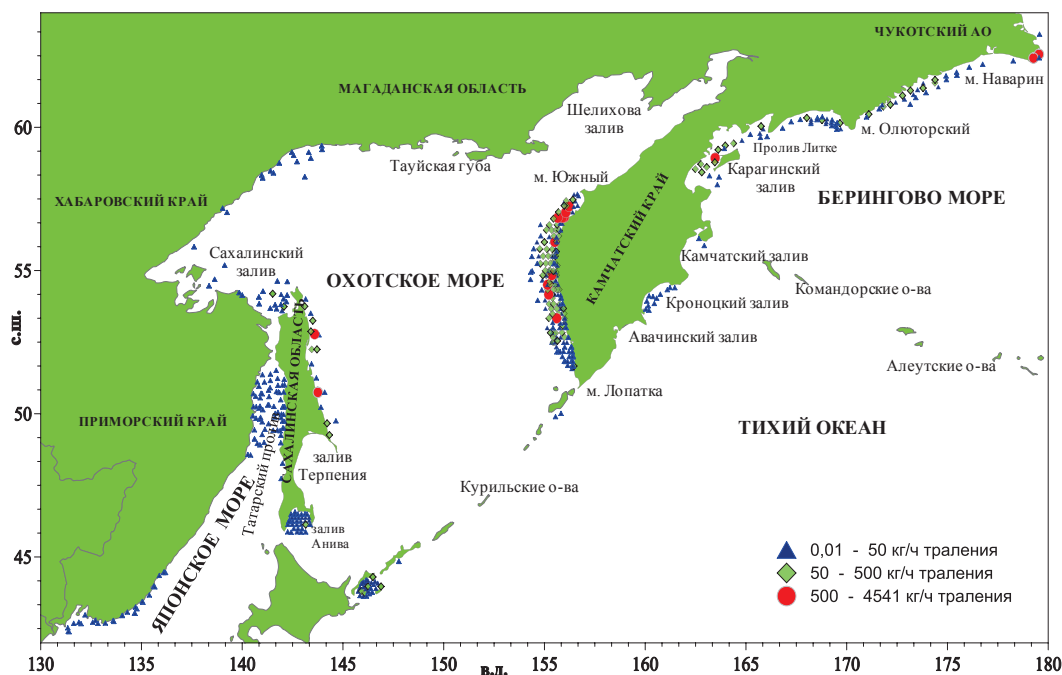 ЧУКОТСКИЙ АО
м. Наварин
МАГАДАНСКАЯ ОБЛАСТЬ
Шелихова
залив
60
м. Олюторский
Пролив Литке
Тауйская губа
Карагинский
залив
м. Южный
ХАБАРОВСКИЙ КРАЙ
БЕРИНГОВО МОРЕ
КАМЧАТСКИЙ КРАЙ
Сахалинский
залив
Камчатский залив
55
ОХОТСКОЕ МОРЕ
Командорские о-ва
Кроноцкий залив
с.ш.
Авачинский залив
Алеутские о-ва
м. Лопатка
50
ПРИМОРСКИЙ КРАЙ
САХАЛИНСКАЯ ОБЛАСТЬ
ТИХИЙ ОКЕАН
Татарский пролив
залив
Терпения
Курильские о-ва
залив
Анива
ЯПОНСКОЕ МОРЕ
45
0,01 - 50 кг/ч траления
50 - 500 кг/ч траления
500 - 4541 кг/ч траления
130 135 140 145 150 155 160 165 170 175 180
в.д.